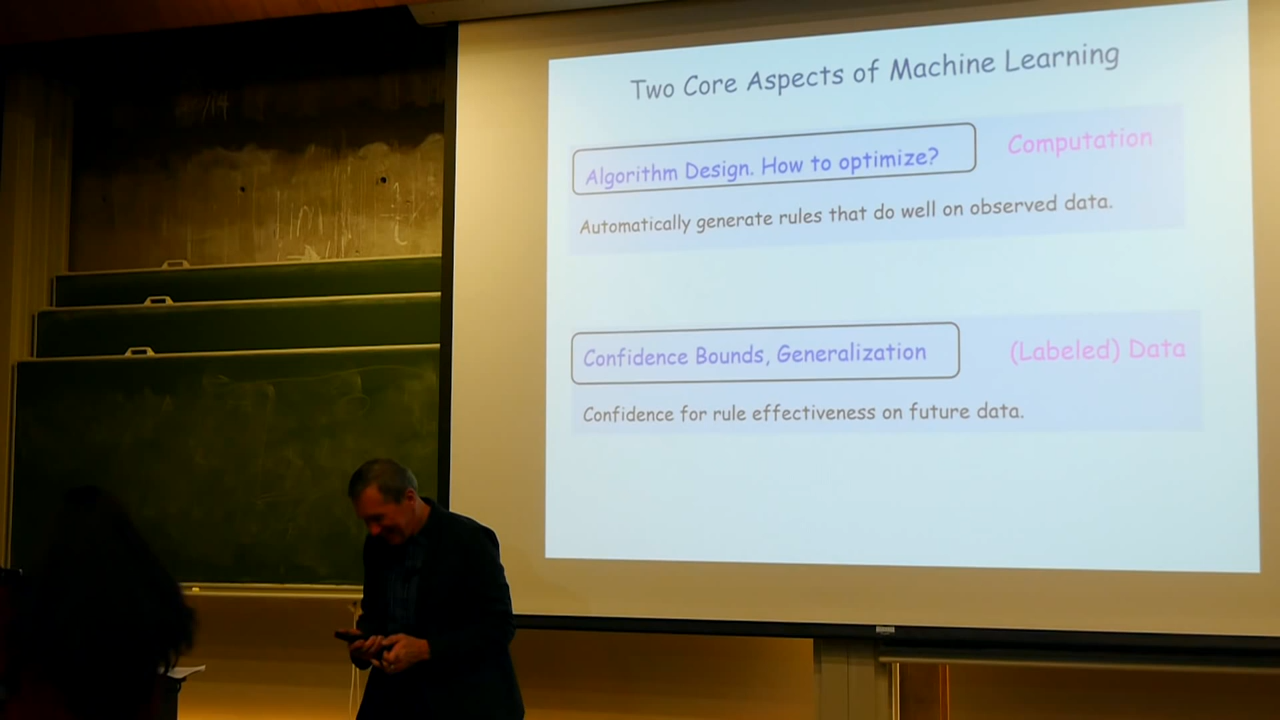 Two Core Aspects of Machine Learning
Algorithm Design. How to optimize?
Computation
Automatically generate rules that do well on observed data.
Confidence Bounds, Generalization
(Labeled) Data
Confidence for rule effectiveness on future data.
lim